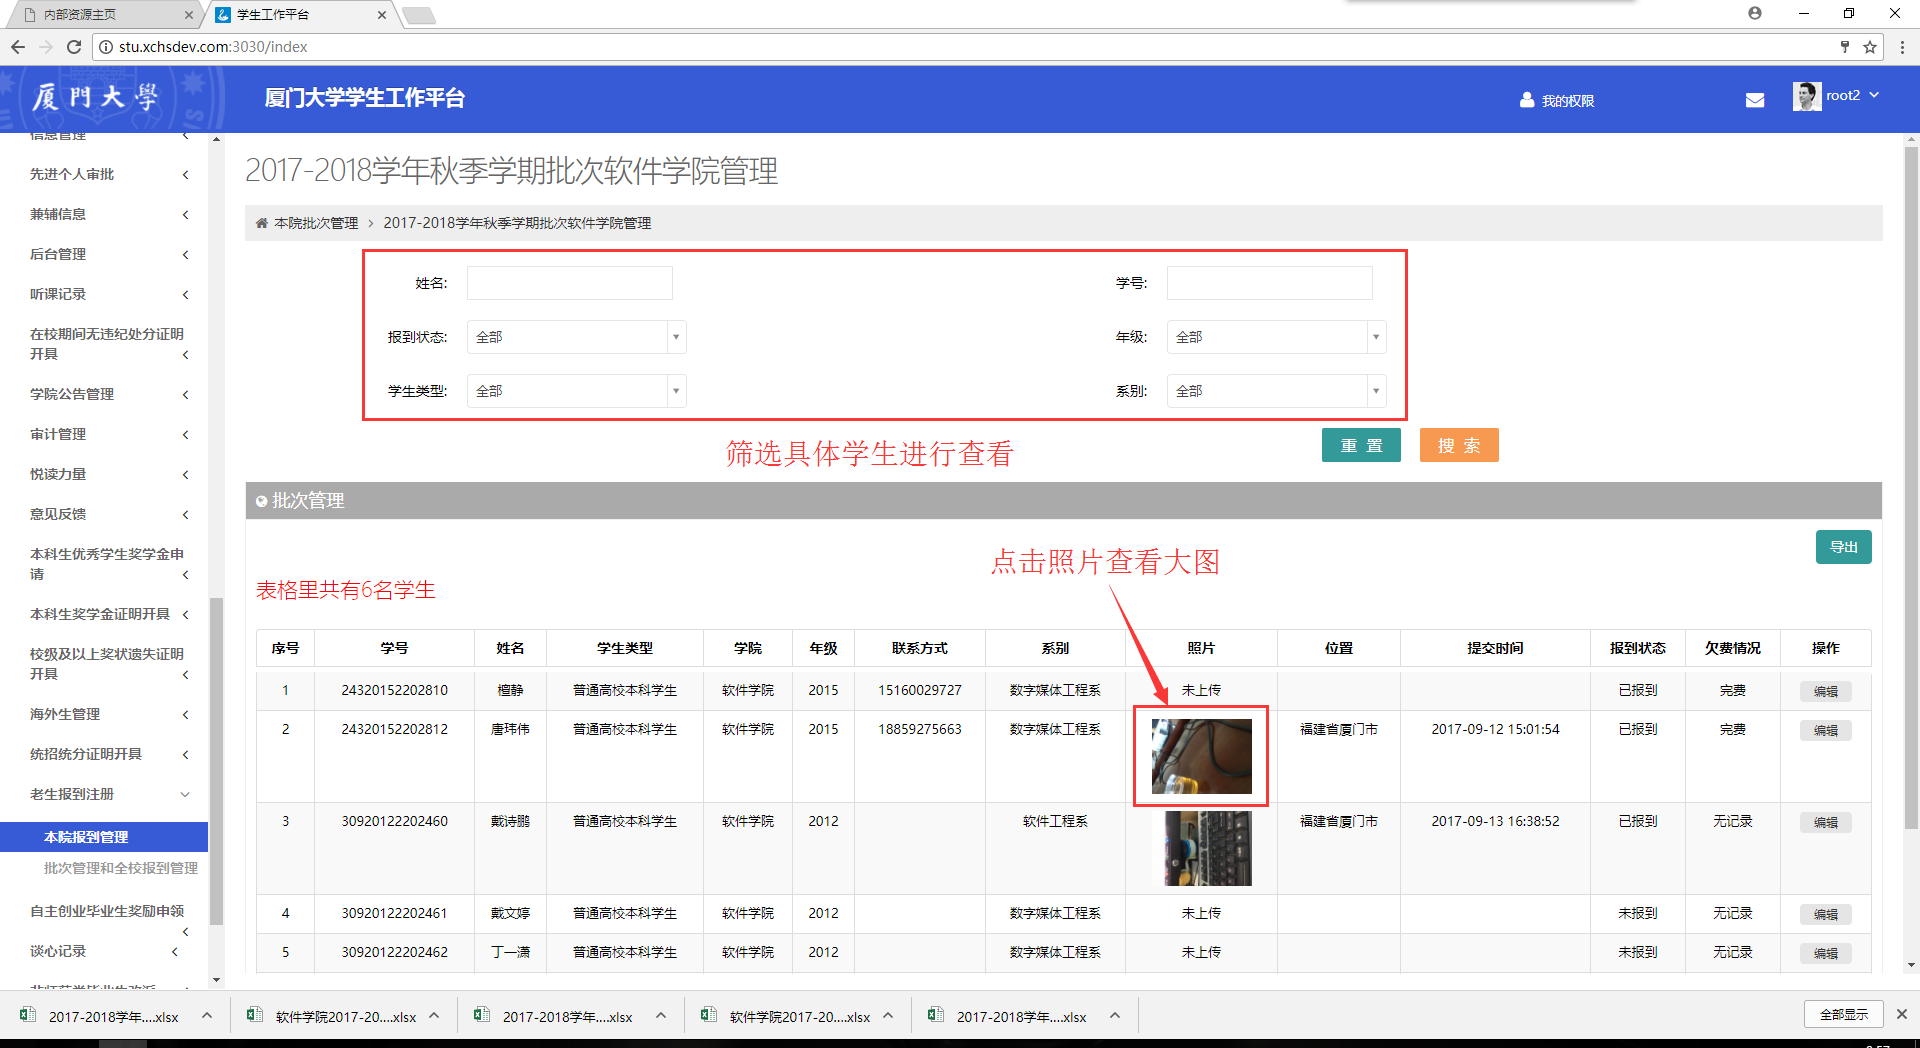 内部资源主页
学生工作平台
stu.xchsdev.com:3030/index
厦門大學
厦门大学学生工作平台
我的权限
root2
信息管理
先进个人审批
兼辅信息
后台管理
听课记录
在校期间无违纪处分证明
开具
学院公告管理
审计管理
悦读力量
意见反馈
本科生优秀学生奖学金申
请
本科生奖学金证明开具
校级及以上奖状遗失证明
开具
海外生管理
统招统分证明开具
老生报到注册
本院报到管理
批次管理和全校报到管理
自主创业毕业生奖励申领
谈心记录
2017-2018学年秋季学期批次软件学院管理
本院批次管理 > 2017-2018学年秋季学期批次软件学院管理
姓名: 学号:
报到状态: 全部 年级: 全部
学生类型: 全部 系别: 全部
筛选具体学生进行查看
重 置 搜 索
批次管理
导出
点击照片查看大图
表格里共有6名学生
序号 学号 姓名 学生类型 学院 年级 联系方式 系别 照片 位置 提交时间 报到状态 欠费情况 操作
1 24320152202810 檀静 普通高校本科学生 软件学院 2015 15160029727 数字媒体工程系 未上传 已报到 完费 编辑
2 24320152202812 唐玮伟 普通高校本科学生 软件学院 2015 18859275663 数字媒体工程系 福建省厦门市 2017-09-12 15:01:54 已报到 完费 编辑
3 30920122202460 戴诗鹏 普通高校本科学生 软件学院 2012 软件工程系 福建省厦门市 2017-09-13 16:38:52 已报到 无记录 编辑
4 30920122202461 戴文婷 普通高校本科学生 软件学院 2012 数字媒体工程系 未上传 未报到 无记录 编辑
5 30920122202462 丁一潇 普通高校本科学生 软件学院 2012 数字媒体工程系 未上传 未报到 无记录 编辑
2017-2018学年....xlsx
软件学院2017-20....xlsx
2017-2018学年....xlsx
软件学院2017-20....xlsx
2017-2018学年....xlsx
全部显示